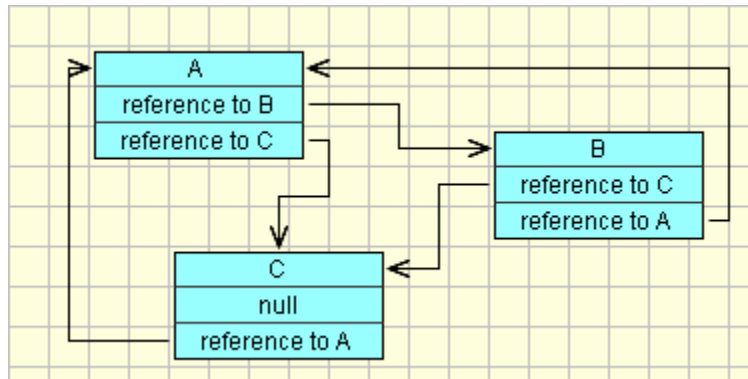 A
reference to B
reference to C
B
reference to C
reference to A
C
null
reference to A